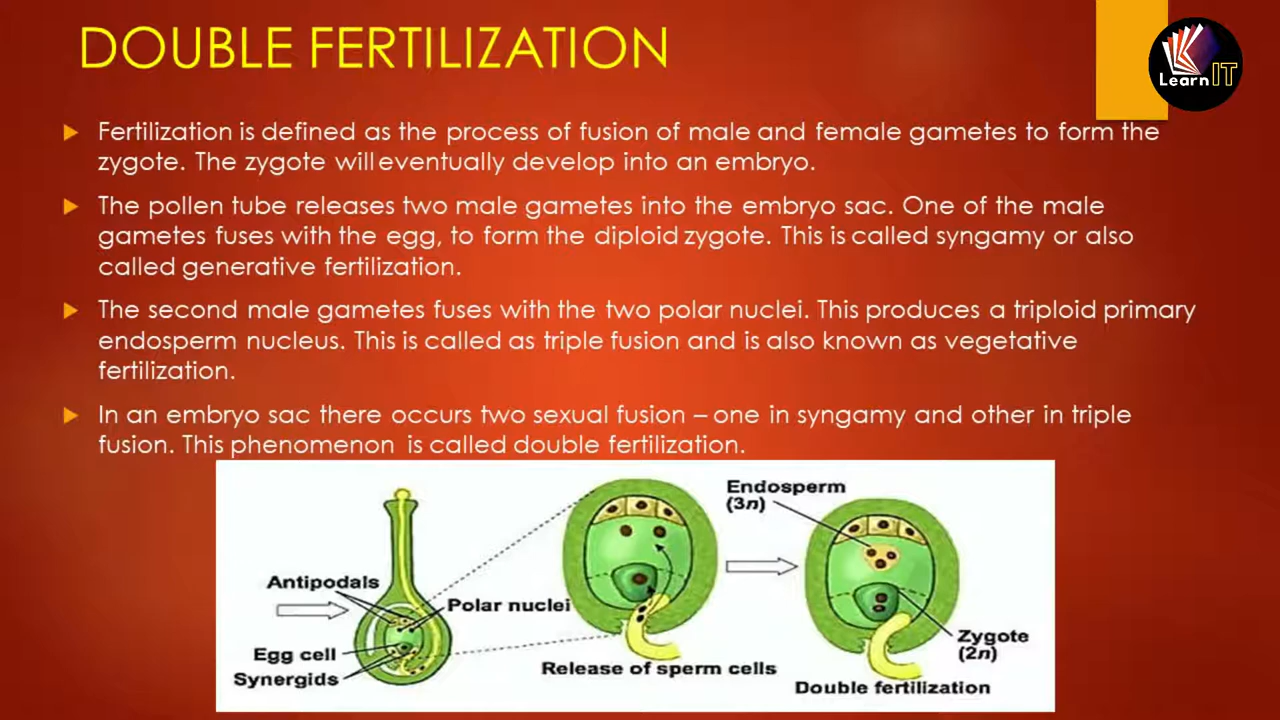 DOUBLE FERTILIZATION
Learn IT
Fertilization is defined as the process of fusion of male and female gametes to form the
zygote. The zygote will eventually develop into an embryo.
The pollen tube releases two male gametes into the embryo sac. One of the male
gametes fuses with the egg, to form the diploid zygote. This is called syngamy or also
called generative fertilization.
The second male gametes fuses with the two polar nuclei. This produces a triploid primary
endosperm nucleus. This is called as triple fusion and is also known as vegetative
fertilization.
In an embryo sac there occurs two sexual fusion – one in syngamy and other in triple
fusion. This phenomenon is called double fertilization.
Antipodals
Polar nuclei
Egg cell
Synergids
Release of sperm cells
Endosperm
(3n)
Zygote
(2n)
Double fertilization